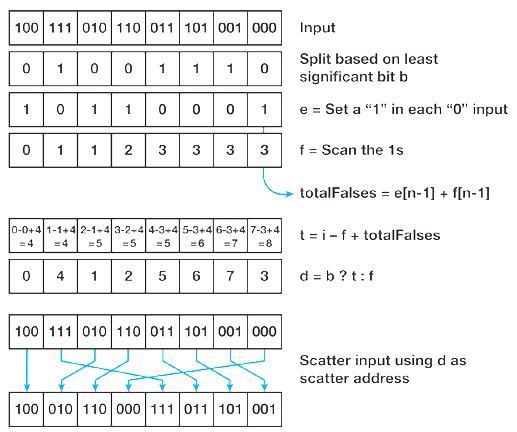 100 111 010 110 011 101 001 000 Input
0 1 0 0 1 1 1 0 Split based on least
significant bit b
1 0 1 1 0 0 0 1 e = Set a “1” in each “0” input
0 1 1 2 3 3 3 3 f = Scan the 1s
totalFalses = e[n-1] + f[n-1]
0-0+4 1-1+4 2-1+4 3-2+4 4-3+4 5-3+4 6-3+4 7-3+4
= 4 = 4 = 5 = 5 = 5 = 6 = 7 = 8
t = i – f + totalFalses
0 4 1 2 5 6 7 3 d = b ? t : f
100 111 010 110 011 101 001 000
Scatter input using d as
scatter address
100 010 110 000 111 011 101 001